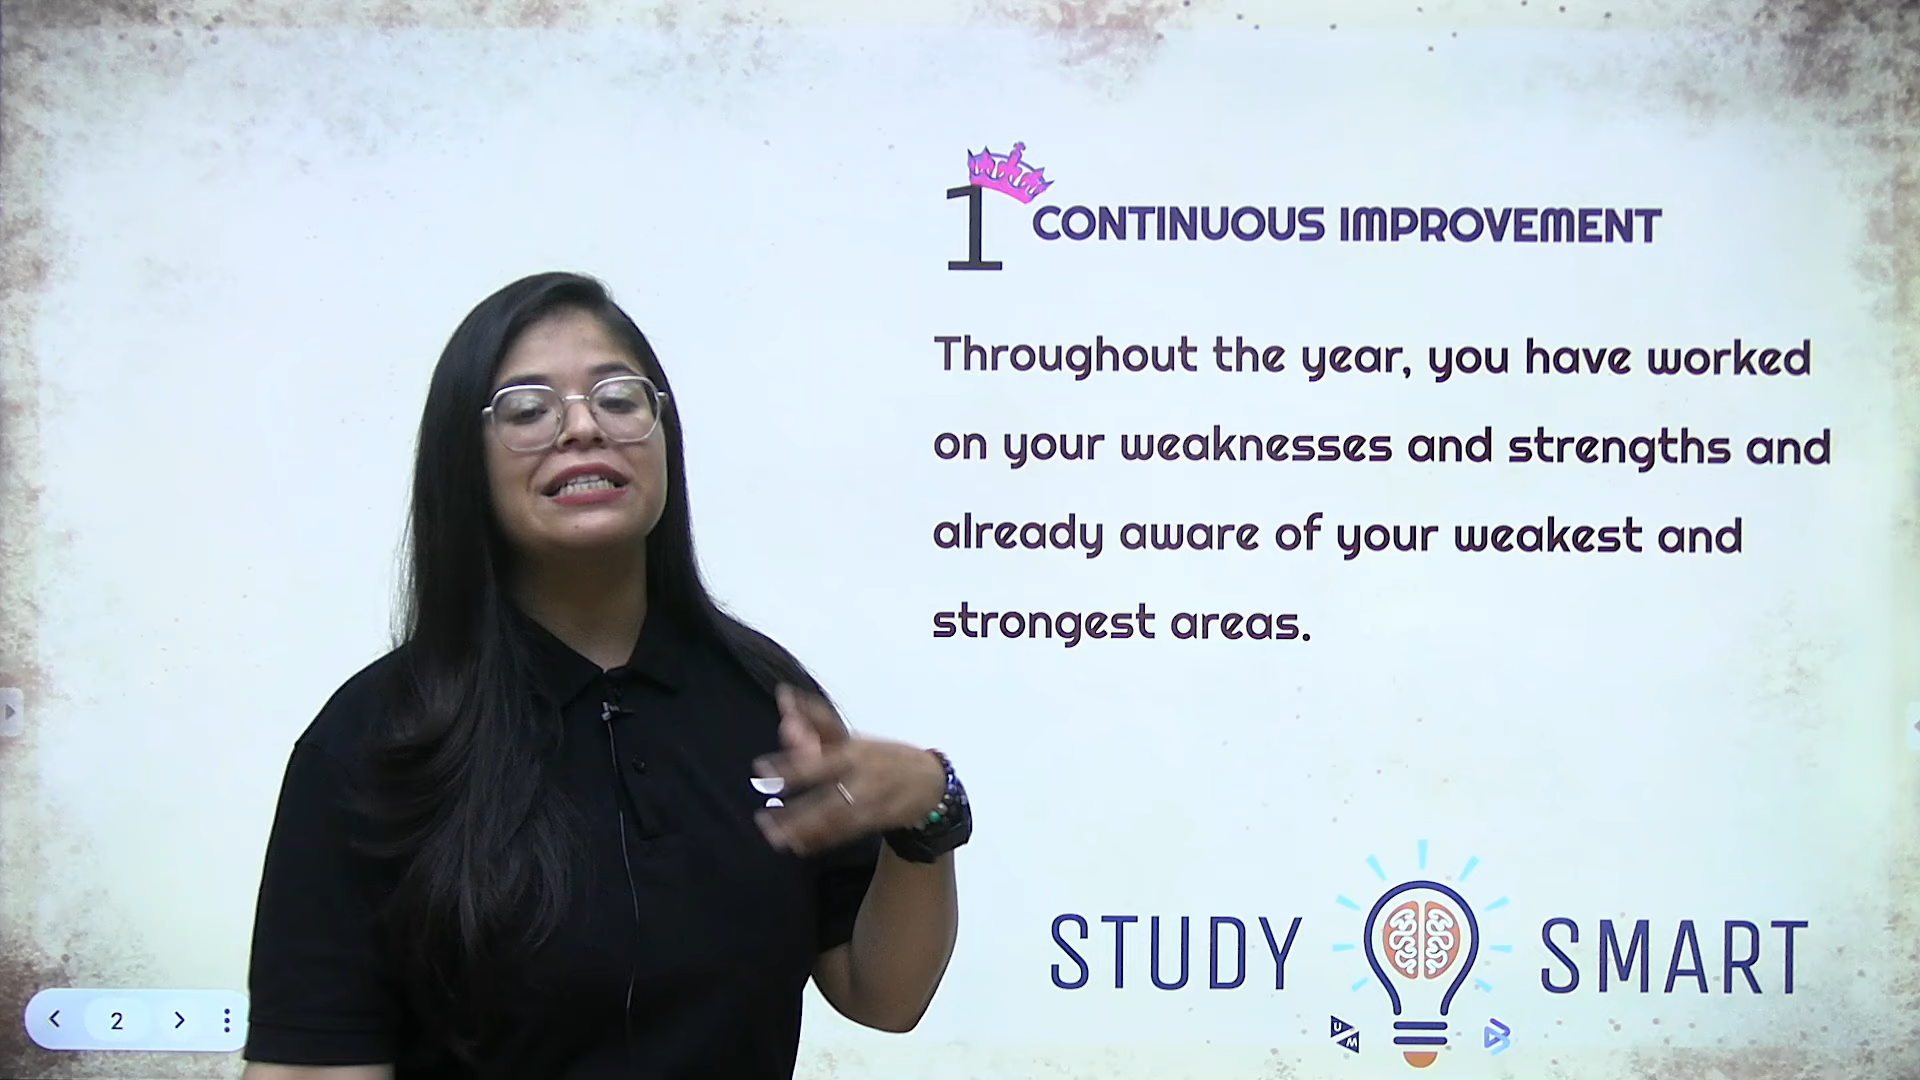 1 CONTINUOUS IMPROVEMENT
Throughout the year, you have worked
on your weaknesses and strengths and
already aware of your weakest and
strongest areas.
STUDY SMART
U
M
2